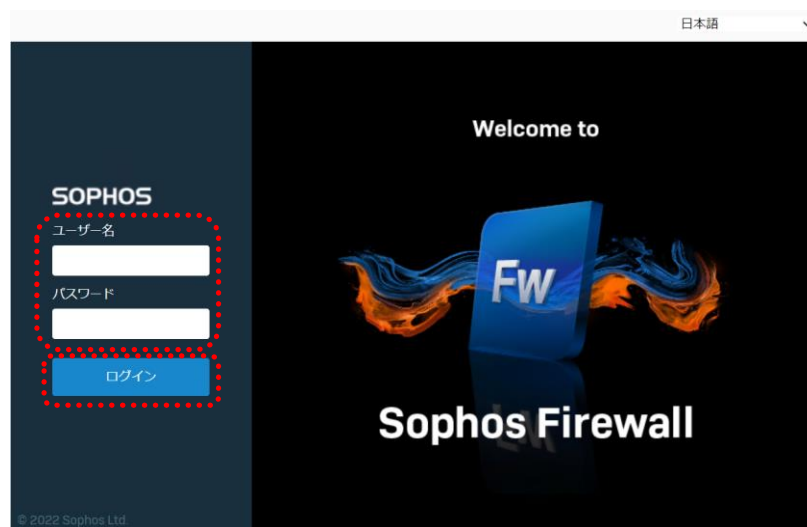 日本語
Welcome to
SOPHOS
ユーザー名
パスワード
Fw
ログイン
Sophos Firewall
© 2022 Sophos Ltd.